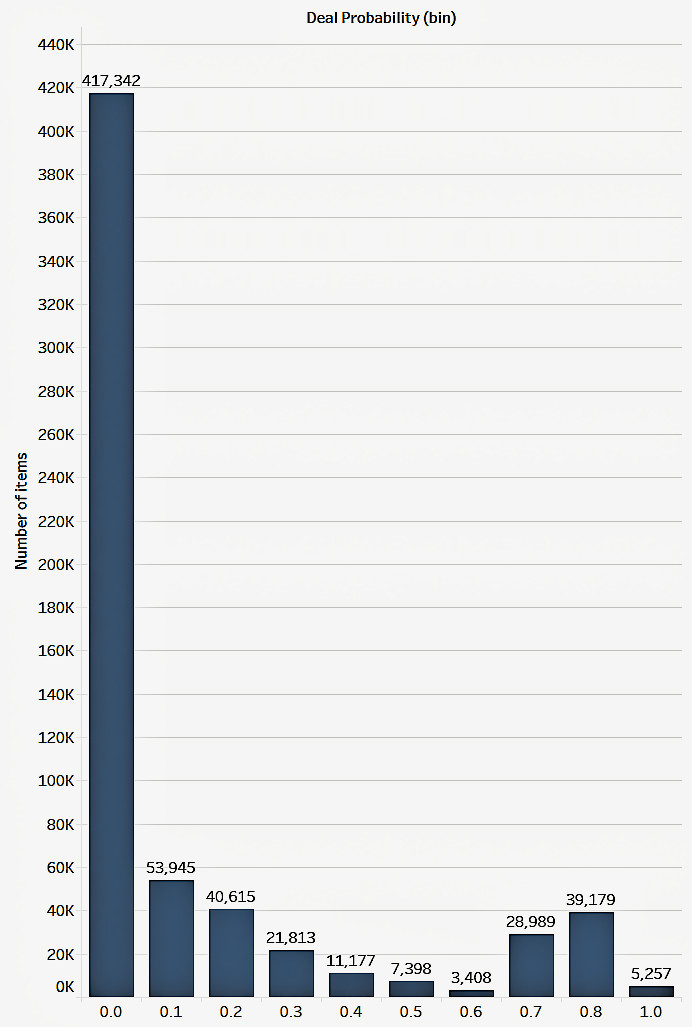 Deal Probability (bin)
440K
420K
400K
380K
360K
340K
320K
300K
280K
260K
240K
220K
200K
180K
160K
140K
120K
100K
80K
60K
40K
20K
0K
Number of items
417,342
53,945
40,615
21,813
11,177
7,398
3,408
28,989
39,179
5,257
0.0 0.1 0.2 0.3 0.4 0.5 0.6 0.7 0.8 1.0